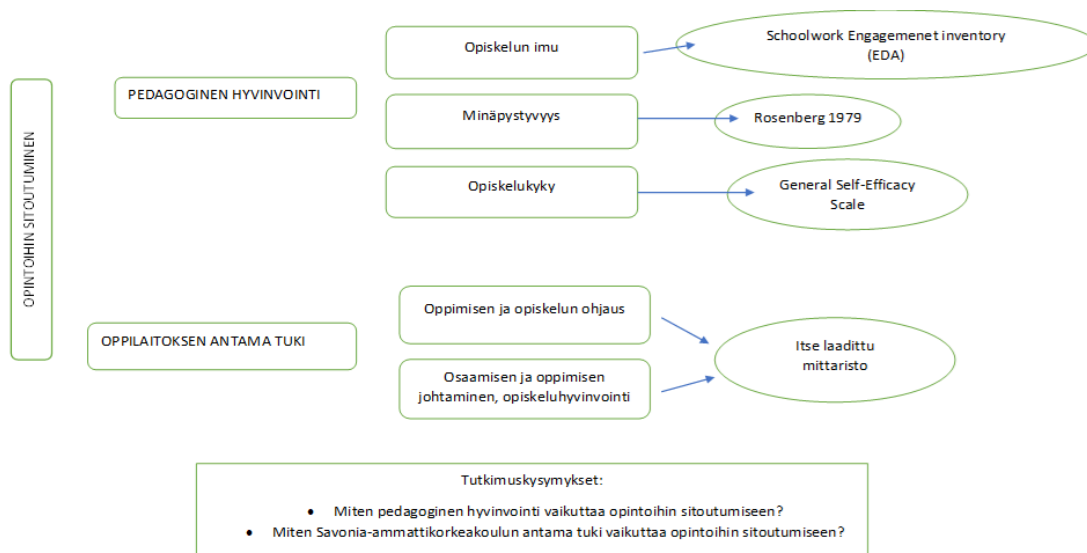 OPINTOIHIN SITOUTUMINEN
PEDAGOGINEN HYVINVOINTI
Opiskelun imu
Schoolwork Engagemenet inventory
(EDA)
Minäpystyvyys
Rosenberg 1979
Opiskelukyky
General Self-Efficacy
Scale
OPPILAITOKSEN ANTAMA TUKI
Oppimisen ja opiskelun ohjaus
Osaamisen ja oppimisen
johtaminen, opiskeluhyvinvointi
Itse laadittu
mittaristo
Tutkimuskysymykset:
• Miten pedagoginen hyvinvointi vaikuttaa opintoihin sitoutumiseen?
• Miten Savonia-ammattikorkeakoulun antama tuki vaikuttaa opintoihin sitoutumiseen?